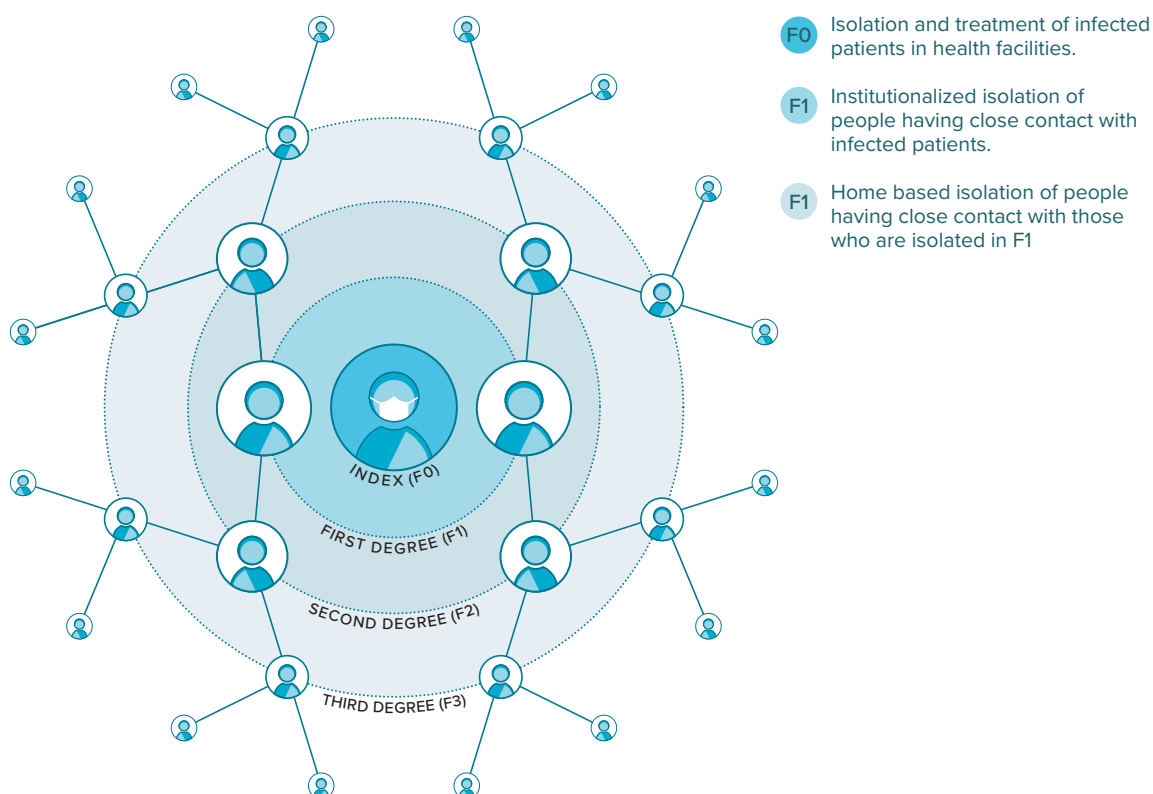 F0
Isolation and treatment of infected
patients in health facilities.
F1
Institutionalized isolation of
people having close contact with
infected patients.
F1
Home based isolation of people
having close contact with those
who are isolated in F1
INDEX (F0)
FIRST DEGREE (F1)
SECOND DEGREE (F2)
THIRD DEGREE (F3)